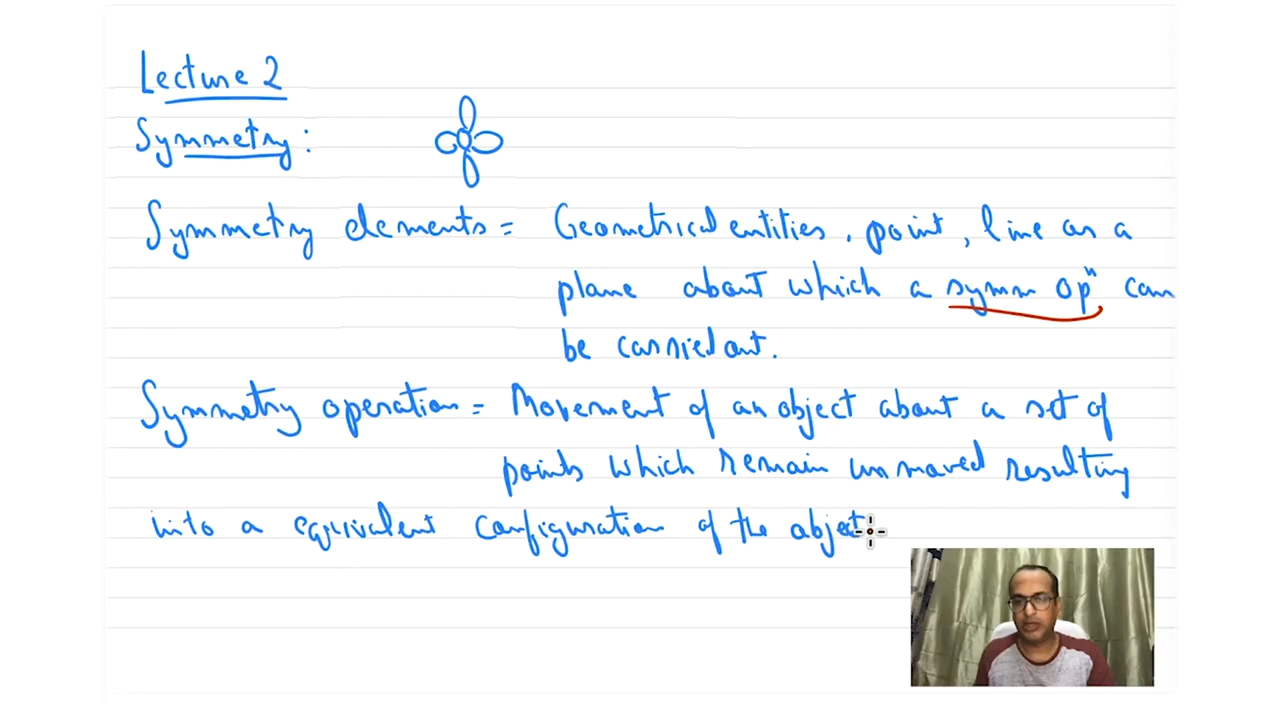 Lecture 2
Symmetry :
Symmetry elements = Geometrical entities, point, line or a
plane about which a symm opⁿ can
be carried out.
Symmetry operation = Movement of an object about a set of
points which remain unmoved resulting
into a equivalent configuration of the object